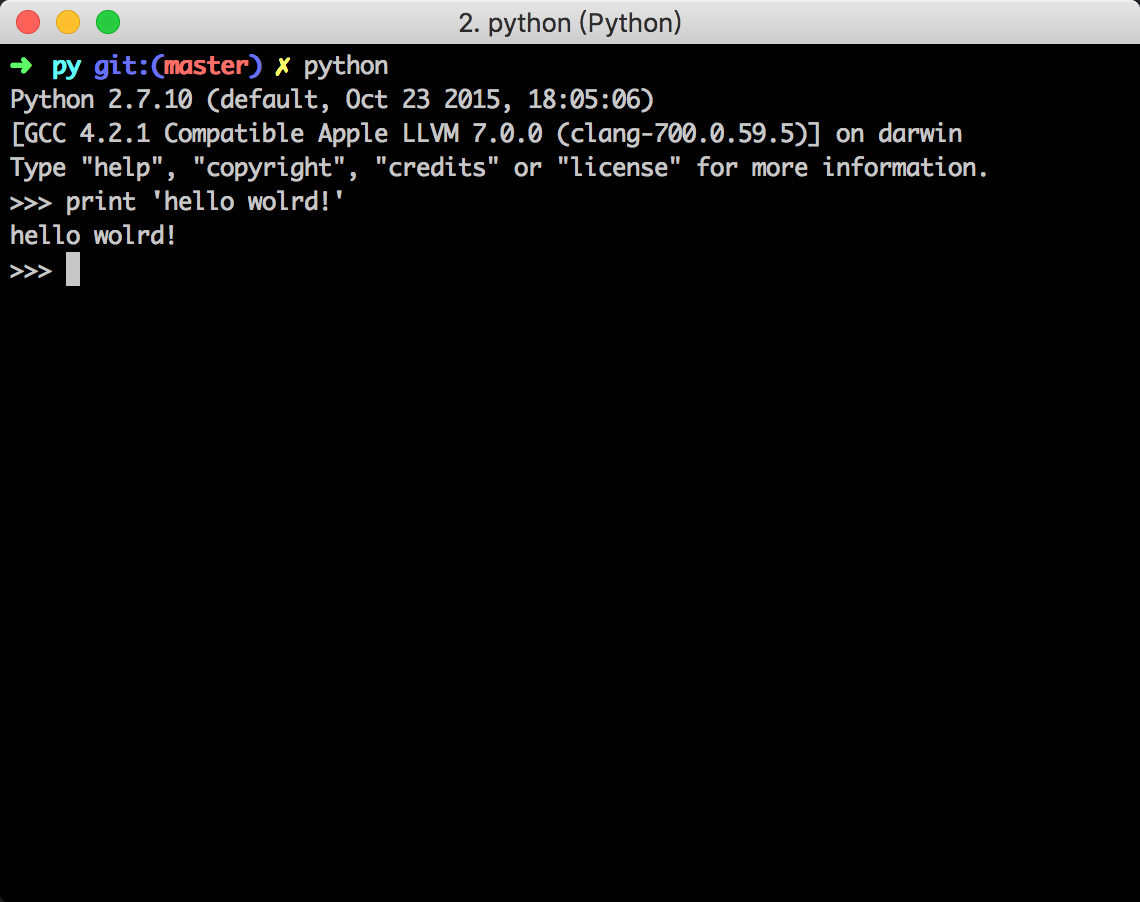 2. python (Python)
➜ py git:(master) ✗ python
Python 2.7.10 (default, Oct 23 2015, 18:05:06)
[GCC 4.2.1 Compatible Apple LLVM 7.0.0 (clang-700.0.59.5)] on darwin
Type "help", "copyright", "credits" or "license" for more information.
>>> print 'hello wolrd!'
hello wolrd!
>>>